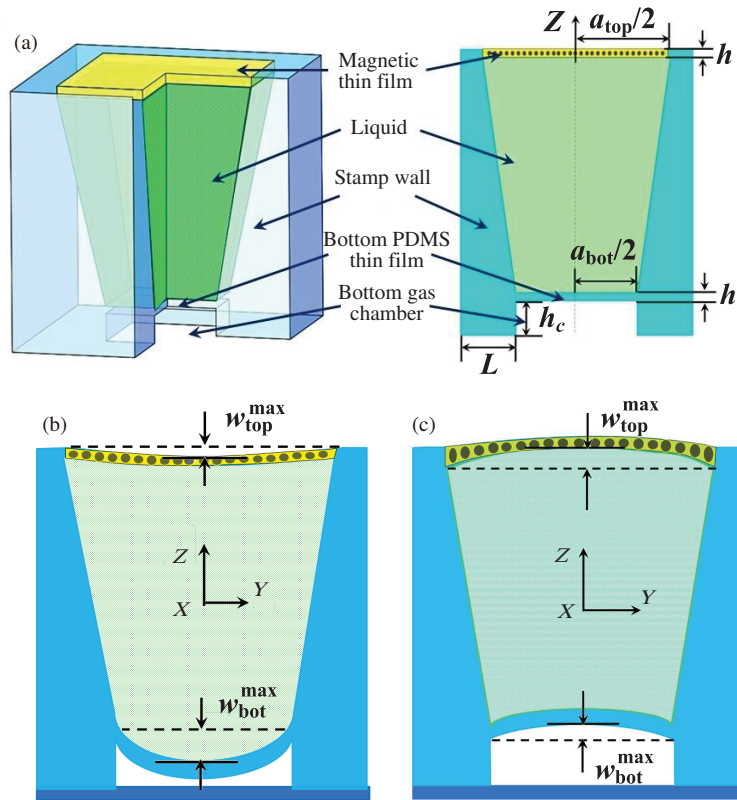 (a)
Magnetic
thin film
Liquid
Stamp wall
Bottom PDMS
thin film
Bottom gas
chamber
Z
a_top/2
h
a_bot/2
h
h_c
L
(b)
w_top^max
Z
Y
X
w_bot^max
(c)
w_top^max
Z
Y
X
w_bot^max